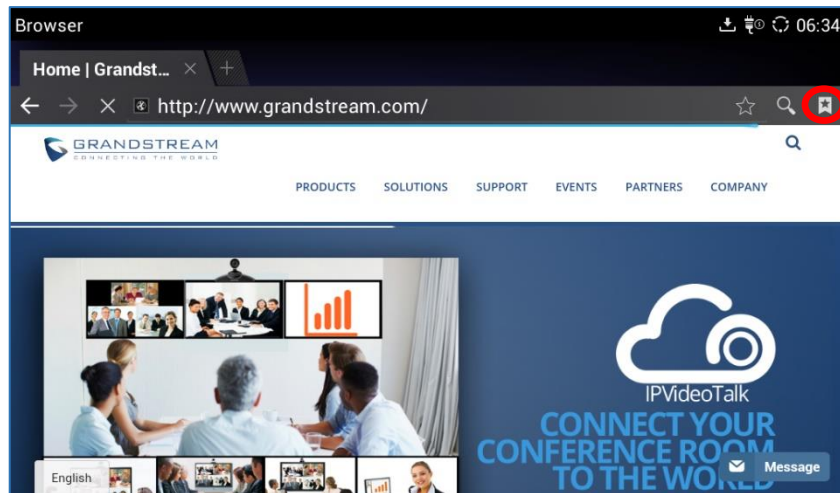 Browser
06:34
Home | Grandst...
http://www.grandstream.com/
GRANDSTREAM
CONNECTING THE WORLD
PRODUCTS SOLUTIONS SUPPORT EVENTS PARTNERS COMPANY
IPVideoTalk
CONNECT YOUR
CONFERENCE ROOM
TO THE WORLD
English
Message